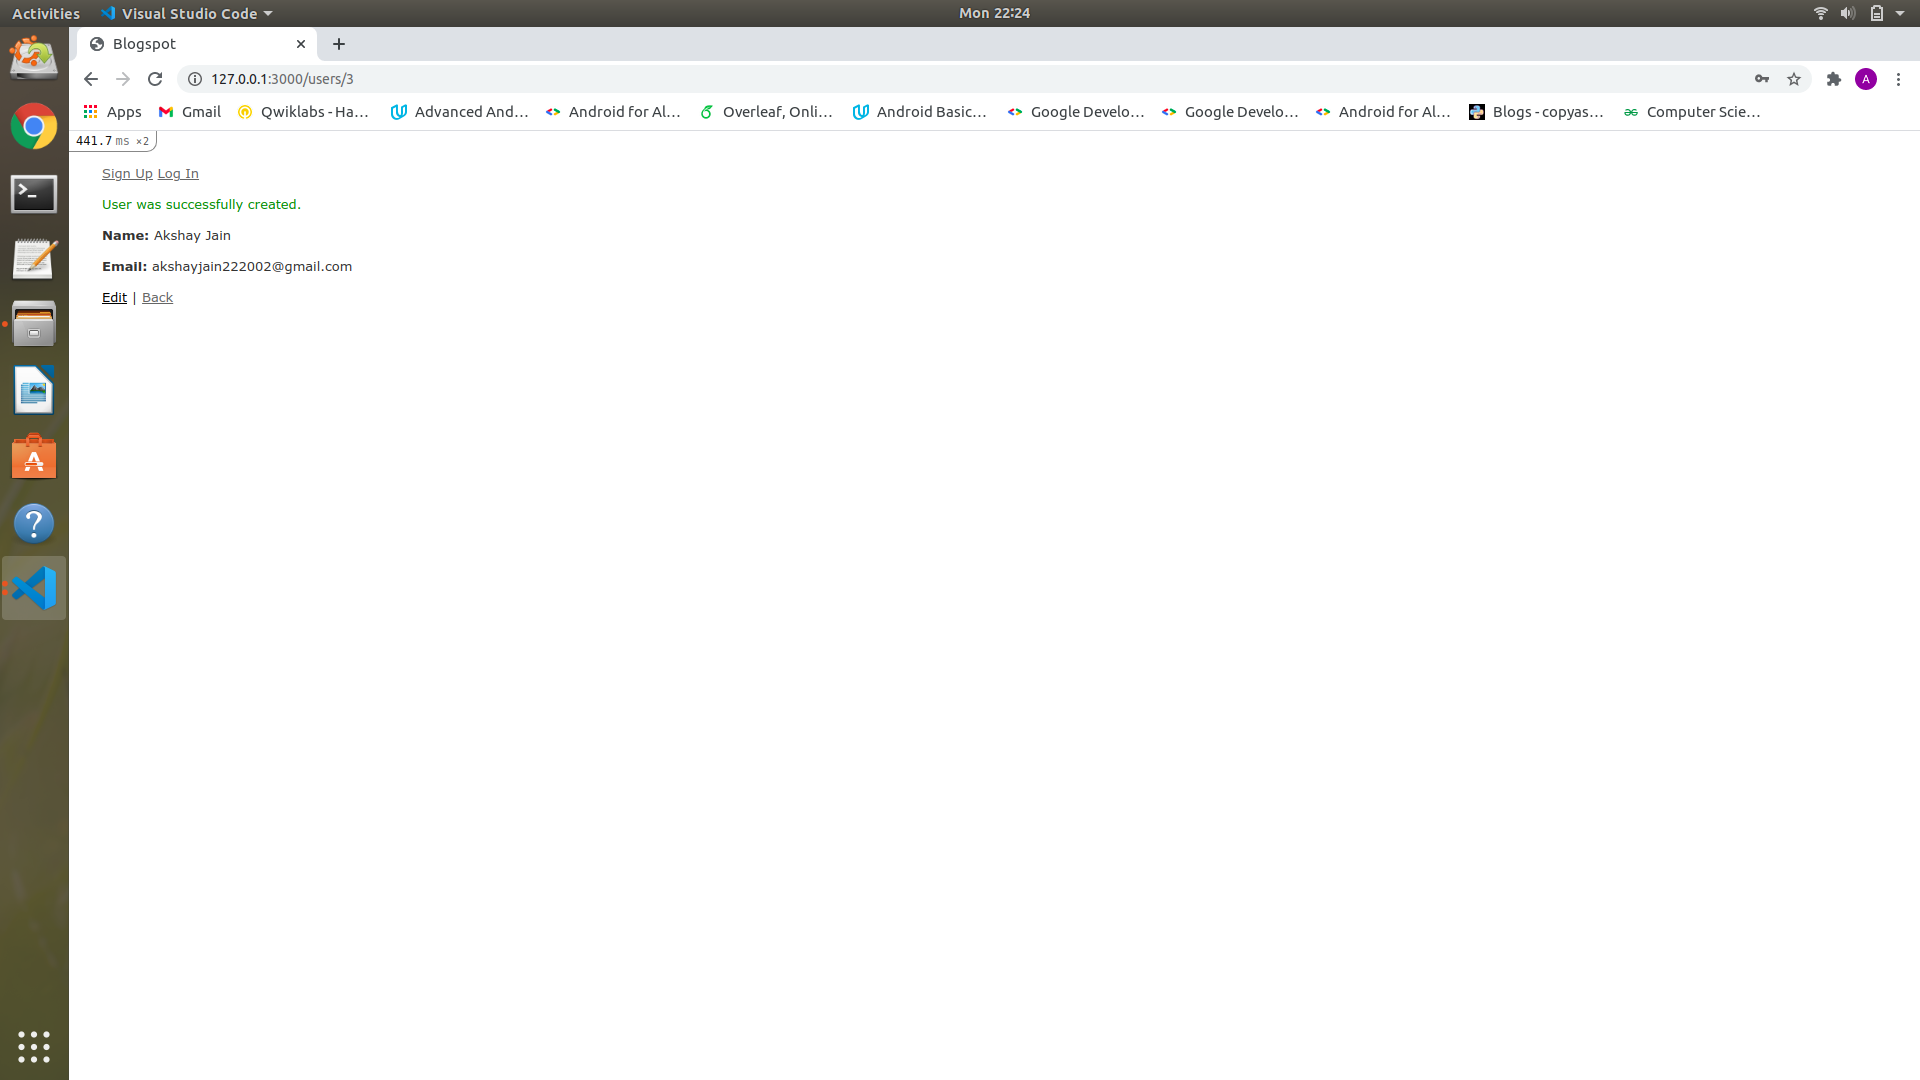 Activities Visual Studio Code Mon 22:24
Blogspot
127.0.0.1:3000/users/3 A
Apps Gmail Qwiklabs - Ha... Advanced And... Android for Al... Overleaf, Onli... Android Basic... Google Develo... Google Develo... Android for Al... Blogs - copyas... Computer Scie...
441.7 ms ×2
Sign Up Log In
User was successfully created.
Name: Akshay Jain
Email: akshayjain222002@gmail.com
Edit | Back